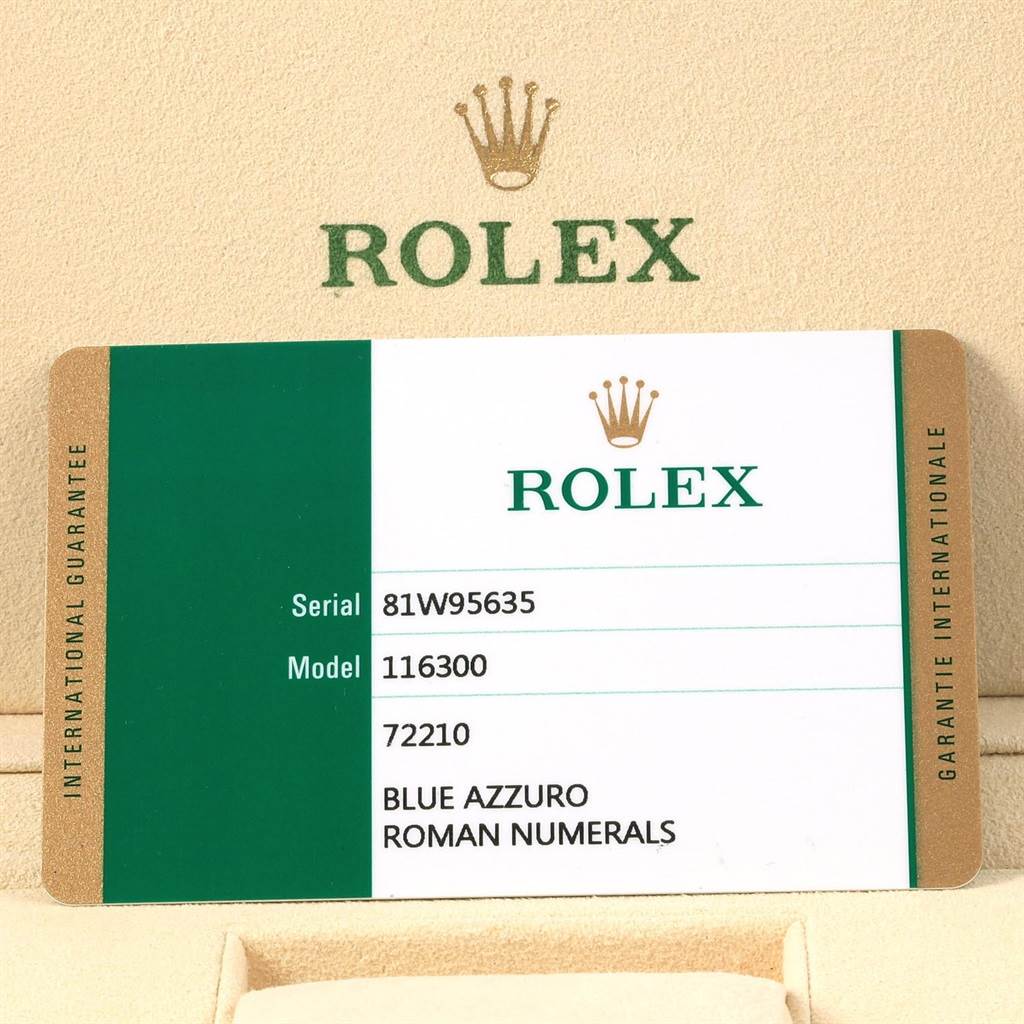 ROLEX
ROLEX
INTERNATIONAL GUARANTEE
Serial 81W95635
Model 116300
72210
BLUE AZZURO
ROMAN NUMERALS
GARANTIE INTERNATIONALE